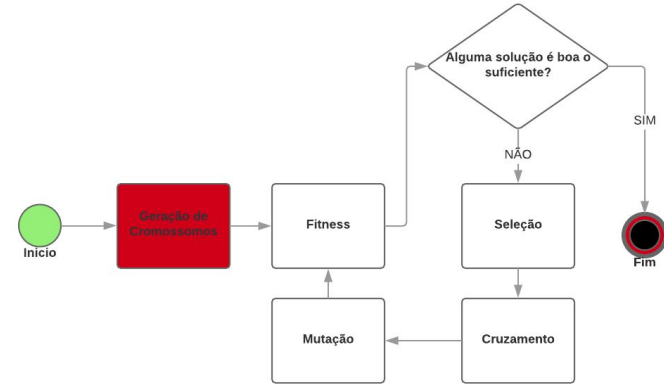 Alguma solução é boa o
suficiente?
SIM
NÃO
Geração de
Cromossomos
Fitness
Seleção
Início
Fim
Mutação
Cruzamento